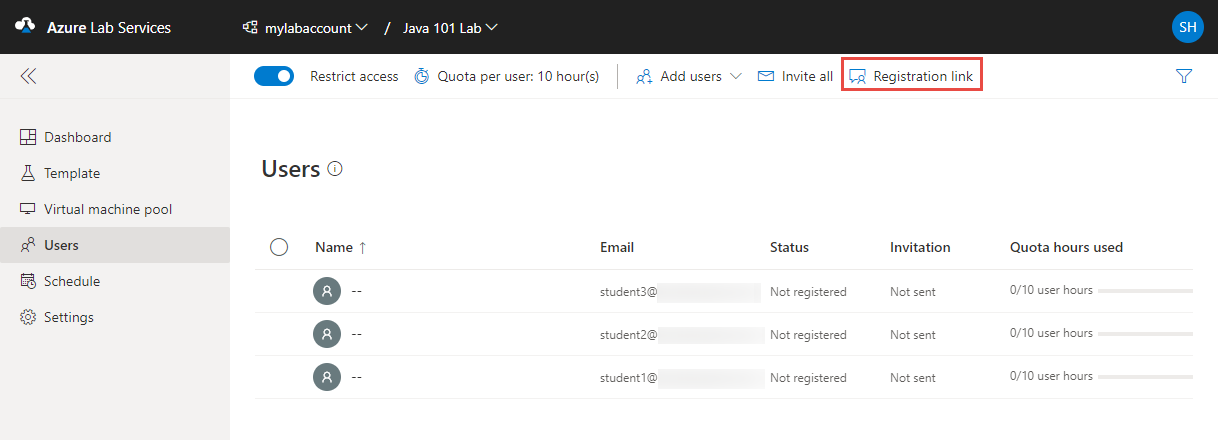 Azure Lab Services
mylabaccount / Java 101 Lab
SH
Restrict access
Quota per user: 10 hour(s)
Add users
Invite all
Registration link
Dashboard
Template
Virtual machine pool
Users
Schedule
Settings
Users
Name ↑ Email Status Invitation Quota hours used
-- student3@ Not registered Not sent 0/10 user hours
-- student2@ Not registered Not sent 0/10 user hours
-- student1@ Not registered Not sent 0/10 user hours